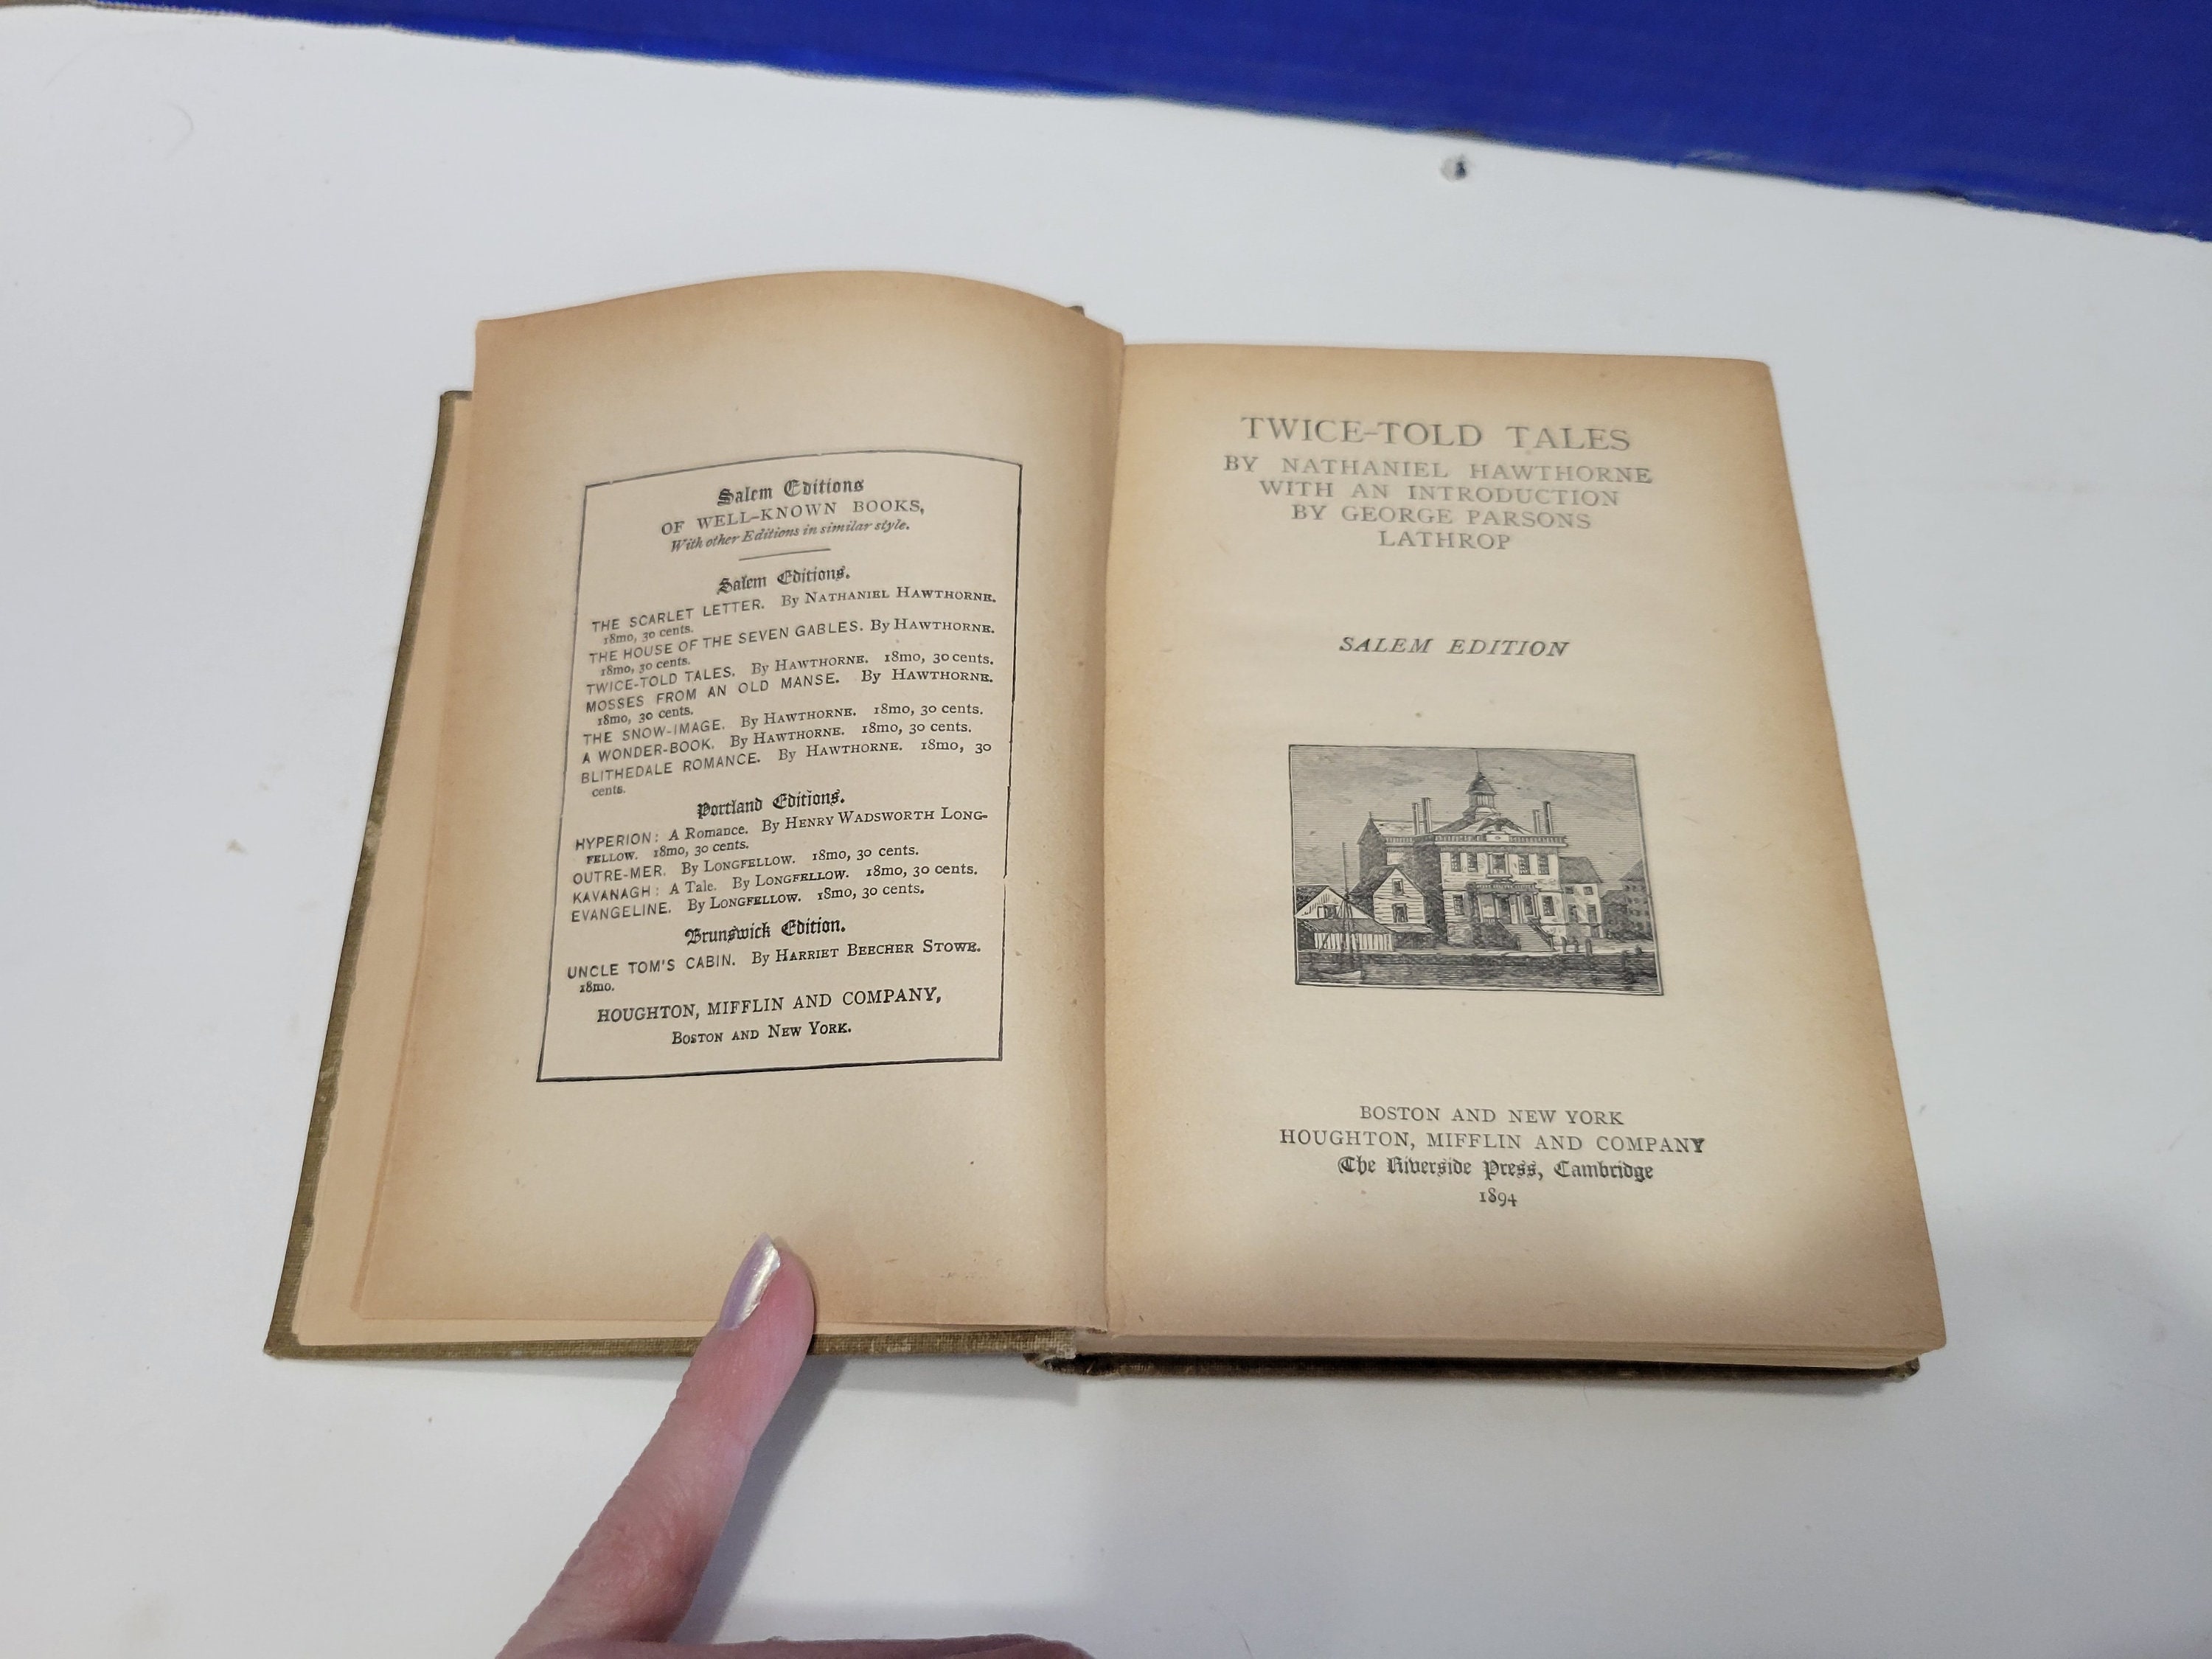 Salem Editions
OF WELL-KNOWN BOOKS,
With other Editions in similar style.
Salem Editions.
THE SCARLET LETTER. By NATHANIEL HAWTHORNE.
18mo, 30 cents.
THE HOUSE OF THE SEVEN GABLES. By HAWTHORNE.
18mo, 30 cents.
TWICE-TOLD TALES. By HAWTHORNE. 18mo, 30 cents.
MOSSES FROM AN OLD MANSE. By HAWTHORNE.
18mo, 30 cents.
THE SNOW-IMAGE. By HAWTHORNE. 18mo, 30 cents.
A WONDER-BOOK. By HAWTHORNE. 18mo, 30 cents.
BLITHEDALE ROMANCE. By HAWTHORNE. 18mo, 30
cents.
Portland Editions.
HYPERION: A Romance. By HENRY WADSWORTH LONG-
FELLOW. 18mo, 30 cents.
OUTRE-MER. By LONGFELLOW. 18mo, 30 cents.
KAVANAGH: A Tale. By LONGFELLOW. 18mo, 30 cents.
EVANGELINE. By LONGFELLOW. 18mo, 30 cents.
Brunswick Edition.
UNCLE TOM'S CABIN. By HARRIET BEECHER STOWE.
18mo.
HOUGHTON, MIFFLIN AND COMPANY,
BOSTON AND NEW YORK.
TWICE-TOLD TALES
BY NATHANIEL HAWTHORNE
WITH AN INTRODUCTION
BY GEORGE PARSONS
LATHROP
SALEM EDITION
BOSTON AND NEW YORK
HOUGHTON, MIFFLIN AND COMPANY
The Riverside Press, Cambridge
1894